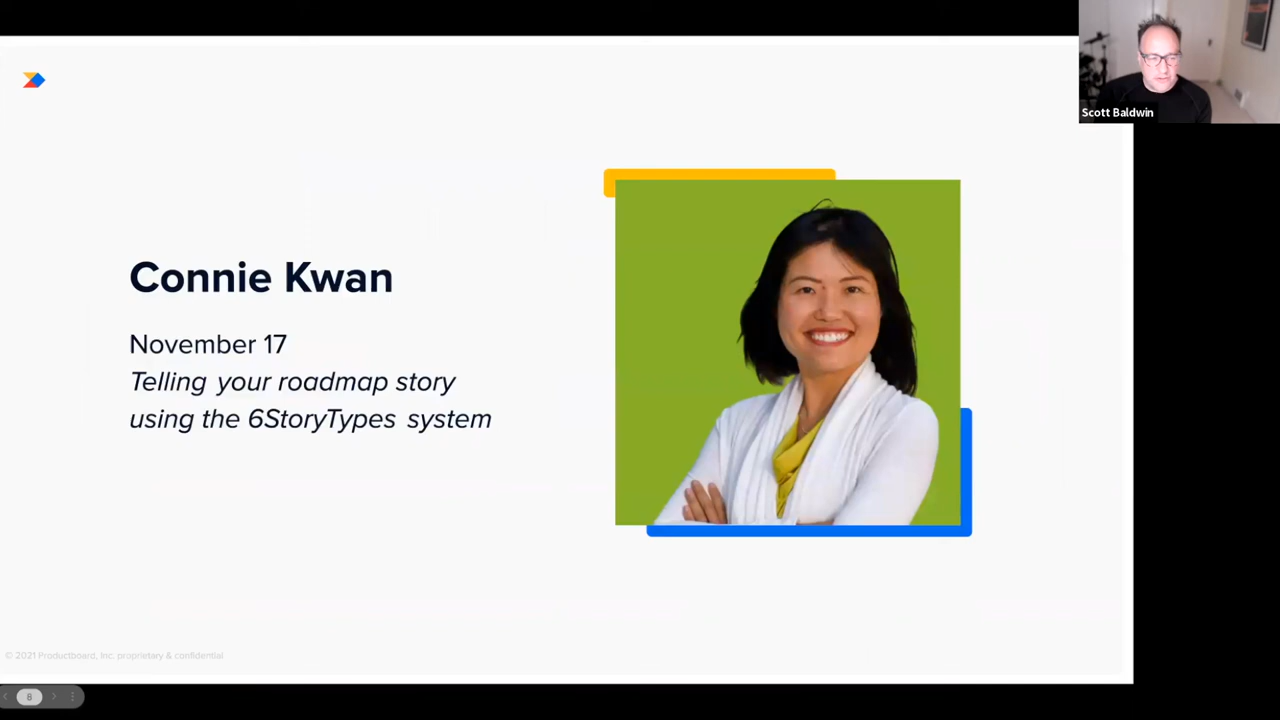 Scott Baldwin
Connie Kwan
November 17
Telling your roadmap story
using the 6StoryTypes system
© 2021 Productboard, Inc. proprietary & confidential
8